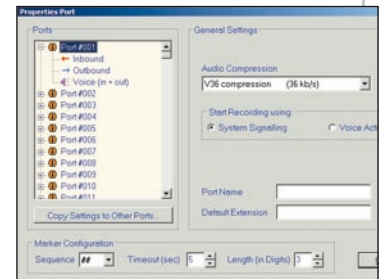 Properties Port
Ports
Port #001
Inbound
Outbound
Voice (in + out)
Port #002
Port #003
Port #004
Port #005
Port #006
Port #007
Port #008
Port #009
Port #010
Port #011
Copy Settings to Other Ports...
General Settings
Audio Compression
V36 compression (36 kb/s)
Start Recording using:
System Signalling
Voice Acti
Port Name
Default Extension
Marker Configuration
Sequence ## Timeout (sec) 5 Length (in Digits) 3